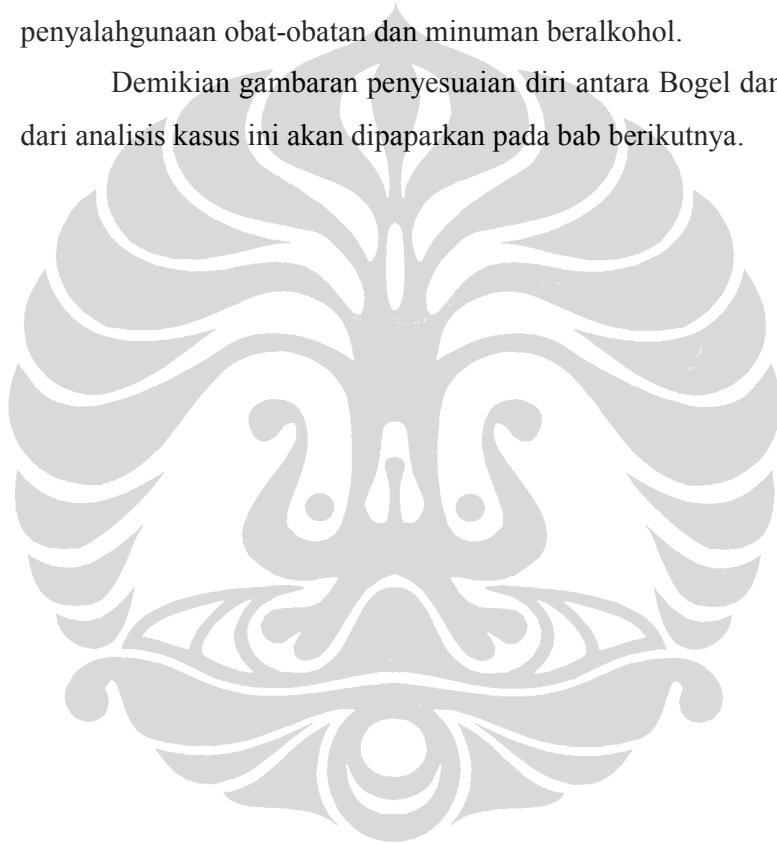 penyalahgunaan obat-obatan dan minuman beralkohol.
Demikian gambaran penyesuaian diri antara Bogel dan
dari analisis kasus ini akan dipaparkan pada bab berikutnya.